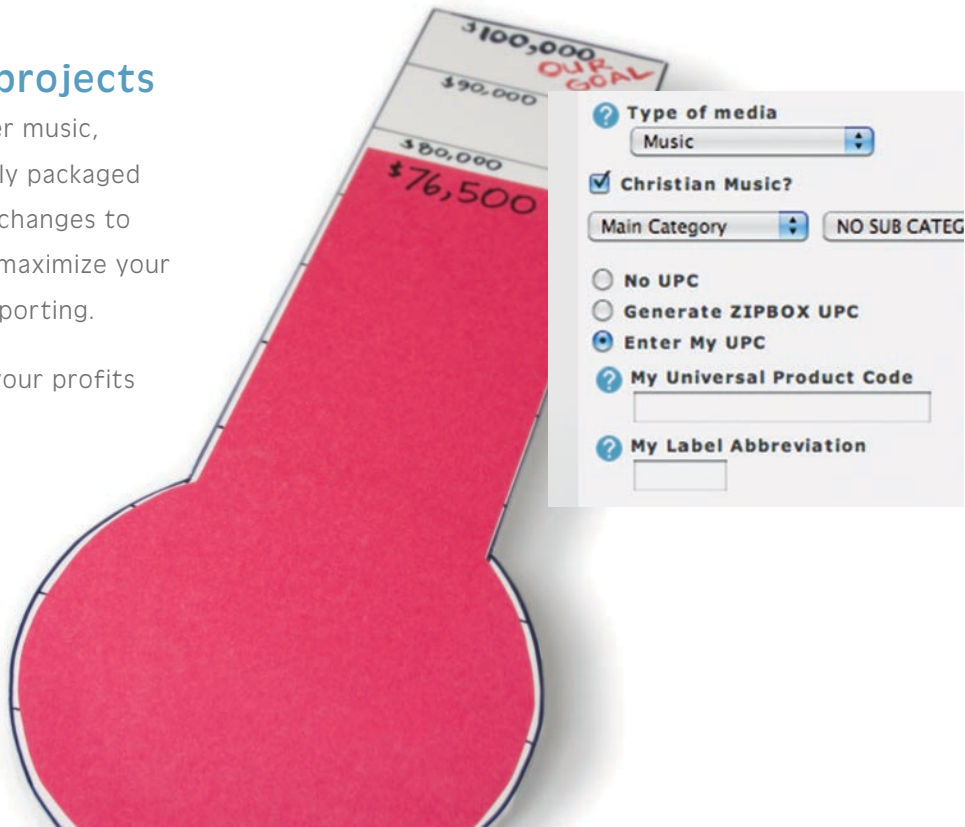 projects
er music,
ly packaged
changes to
maximize your
porting.
your profits
$100,000
OUR
GOAL
$90,000
$80,000
$76,500
? Type of media
Music
Christian Music?
Main Category
NO SUB CATEG
No UPC
Generate ZIPBOX UPC
Enter My UPC
? My Universal Product Code
? My Label Abbreviation